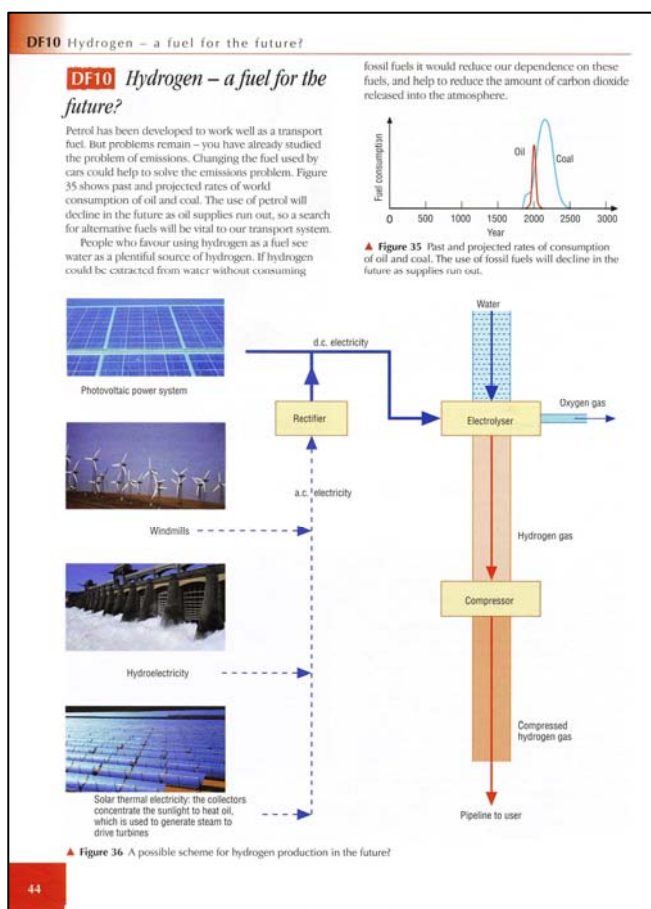 DF10 Hydrogen – a fuel for the future?
DF10 Hydrogen – a fuel for the
future?
Petrol has been developed to work well as a transport
fuel. But problems remain – you have already studied
the problem of emissions. Changing the fuel used by
cars could help to solve the emissions problem. Figure
35 shows past and projected rates of world
consumption of oil and coal. The use of petrol will
decline in the future as oil supplies run out, so a search
for alternative fuels will be vital to our transport system.
People who favour using hydrogen as a fuel see
water as a plentiful source of hydrogen. If hydrogen
could be extracted from water without consuming
fossil fuels it would reduce our dependence on these
fuels, and help to reduce the amount of carbon dioxide
released into the atmosphere.
Fuel consumption
Oil
Coal
0 500 1000 1500 2000 2500 3000
Year
▲ Figure 35 Past and projected rates of consumption
of oil and coal. The use of fossil fuels will decline in the
future as supplies run out.
Water
d.c. electricity
Photovoltaic power system
Rectifier
Electrolyser
Oxygen gas
a.c. electricity
Windmills
Hydrogen gas
Compressor
Hydroelectricity
Compressed
hydrogen gas
Solar thermal electricity: the collectors
concentrate the sunlight to heat oil,
which is used to generate steam to
drive turbines
Pipeline to user
▲ Figure 36 A possible scheme for hydrogen production in the future?
44